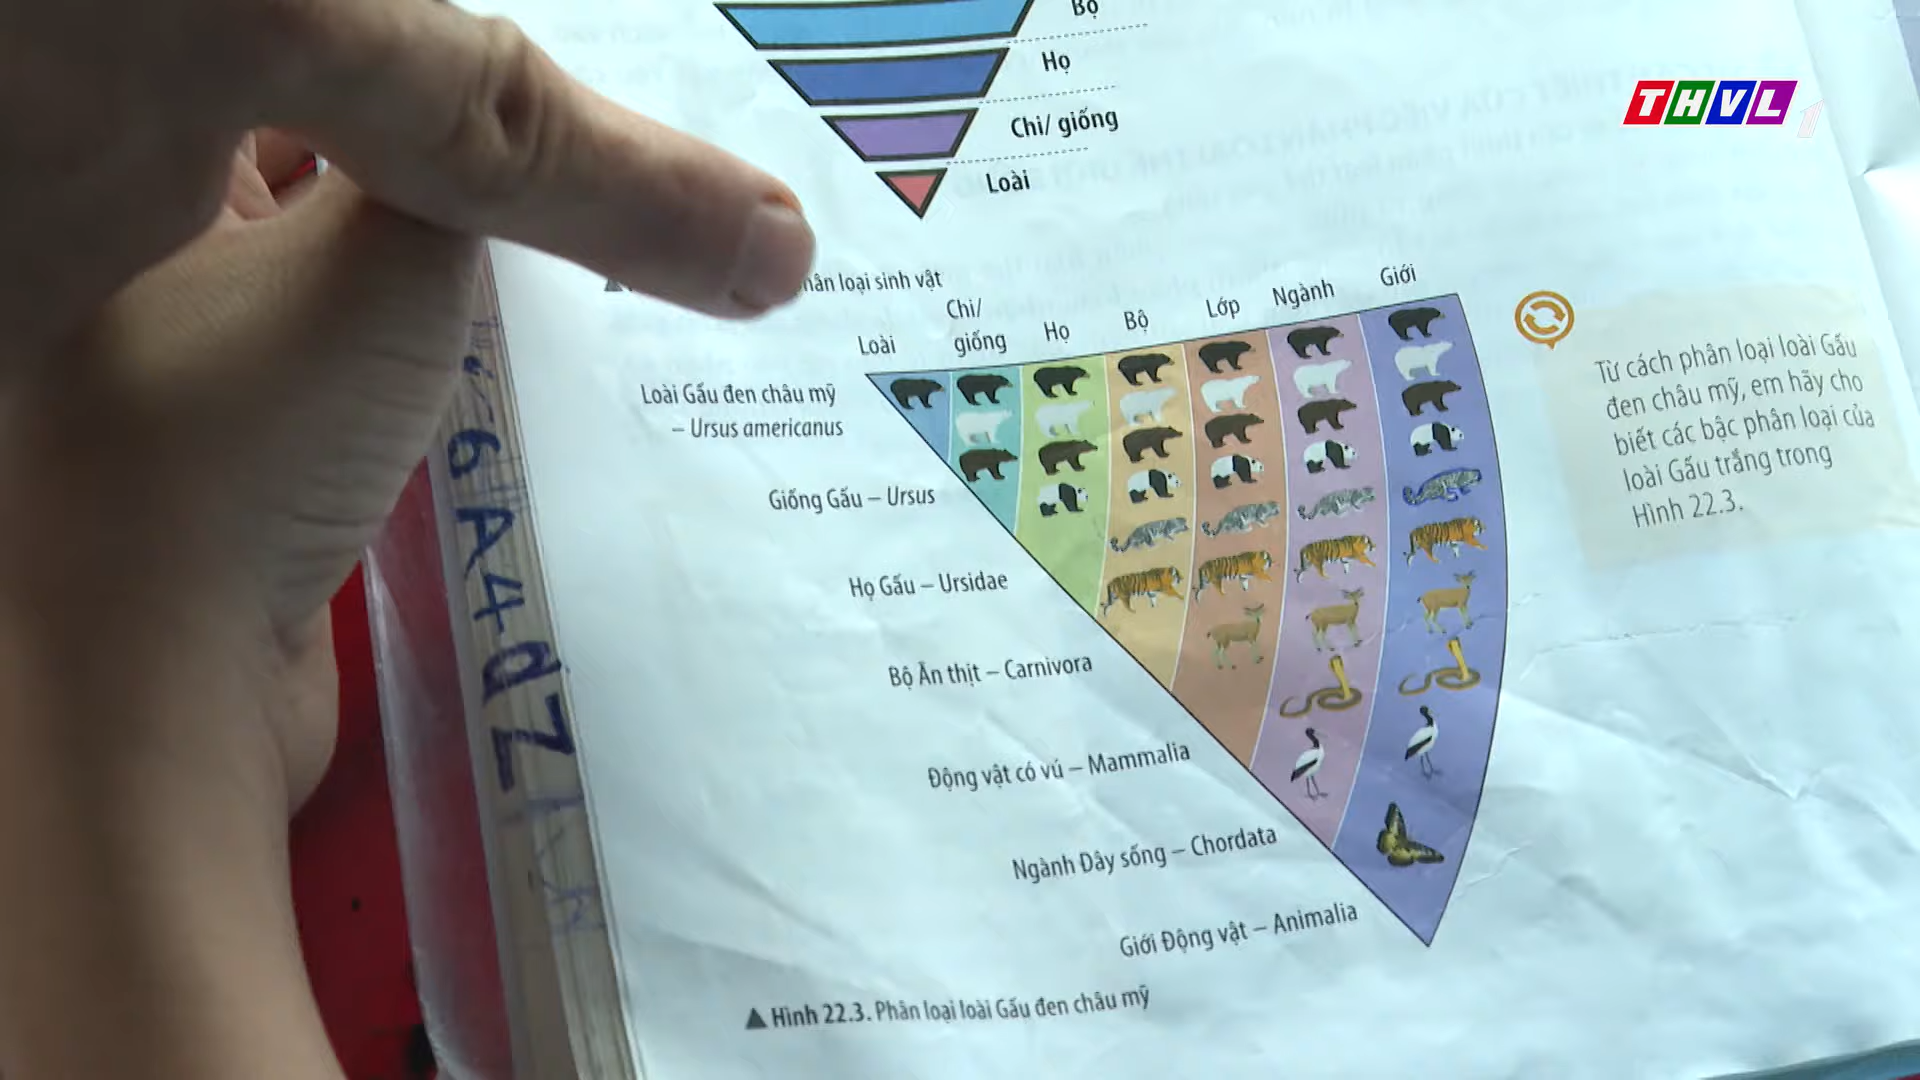 Bộ
THVL 1
Họ
Chi/ giống
Loài
phân loại sinh vật
Loài
Chi/
giống
Họ
Bộ
Lớp
Ngành
Giới
Loài Gấu đen châu mỹ
– Ursus americanus
Giống Gấu – Ursus
Họ Gấu – Ursidae
Bộ Ăn thịt – Carnivora
Động vật có vú – Mammalia
Ngành Dây sống – Chordata
Giới Động vật – Animalia
Từ cách phân loại loài Gấu
đen châu mỹ, em hãy cho
biết các bậc phân loại của
loài Gấu trắng trong
Hình 22.3.
▲ Hình 22.3. Phân loại loài Gấu đen châu mỹ